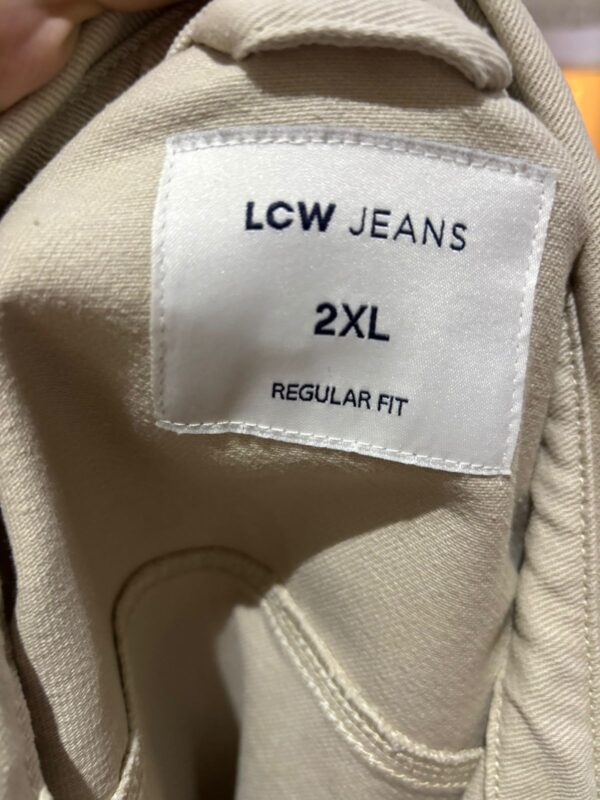 LCW JEANS
2XL
REGULAR FIT